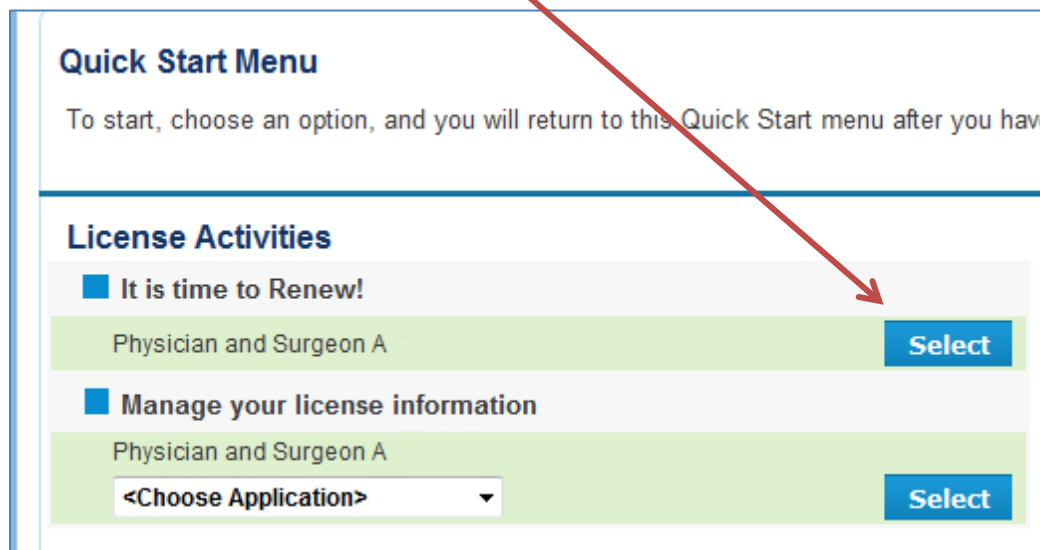 Quick Start Menu
To start, choose an option, and you will return to this Quick Start menu after you have
License Activities
It is time to Renew!
Physician and Surgeon A
Select
Manage your license information
Physician and Surgeon A
<Choose Application>
Select